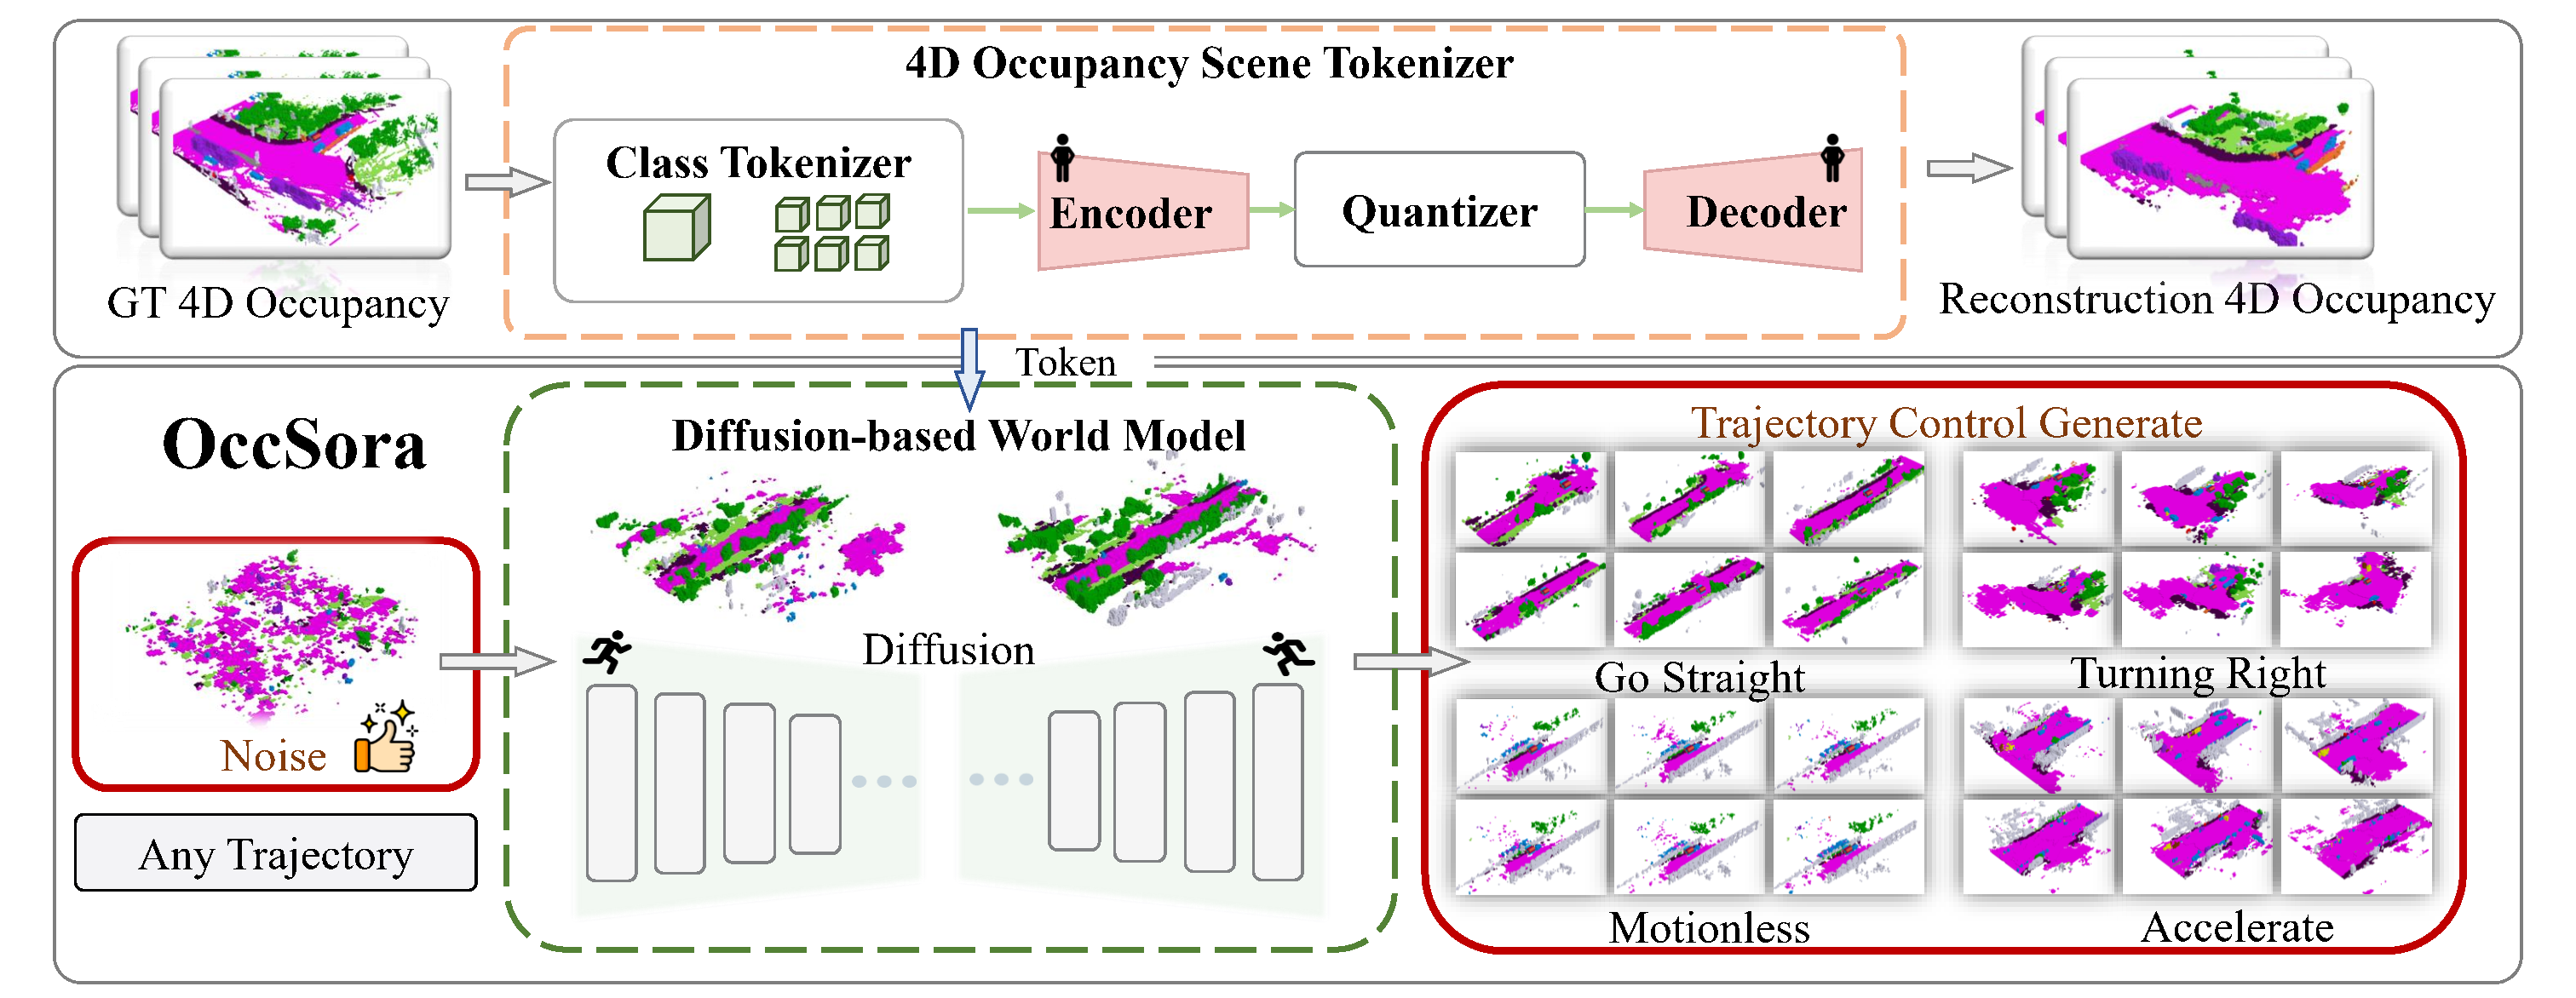 4D Occupancy Scene Tokenizer
Class Tokenizer
Encoder
Quantizer
Decoder
GT 4D Occupancy
Reconstruction 4D Occupancy
Token
OccSora
Diffusion-based World Model
Trajectory Control Generate
Noise
Any Trajectory
Diffusion
Go Straight
Turning Right
Motionless
Accelerate